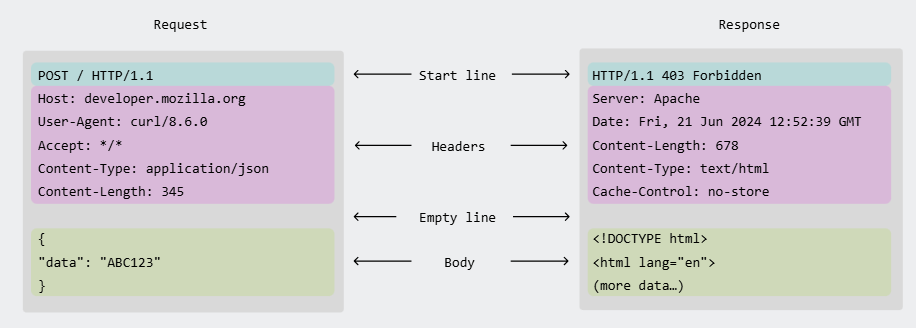 Request
POST / HTTP/1.1
Host: developer.mozilla.org
User-Agent: curl/8.6.0
Accept: */*
Content-Type: application/json
Content-Length: 345
{
"data": "ABC123"
}
Start line
Headers
Empty line
Body
Response
HTTP/1.1 403 Forbidden
Server: Apache
Date: Fri, 21 Jun 2024 12:52:39 GMT
Content-Length: 678
Content-Type: text/html
Cache-Control: no-store
<!DOCTYPE html>
<html lang="en">
(more data…)